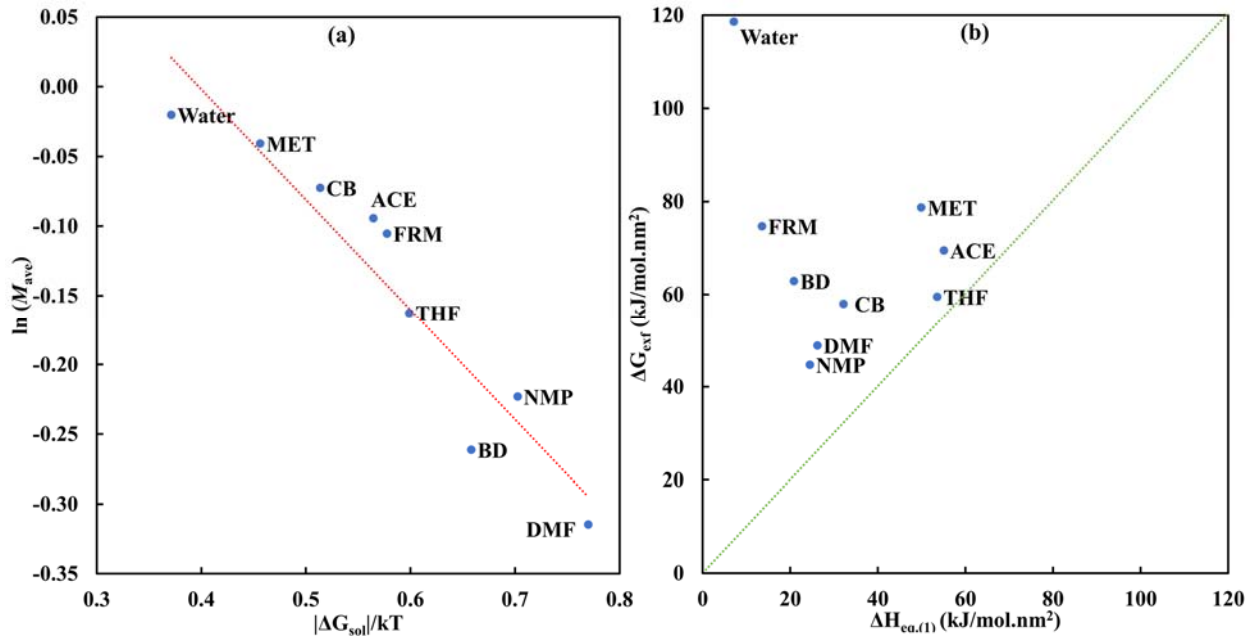 (a)
0.05
0.00
-0.05
-0.10
-0.15
-0.20
-0.25
-0.30
-0.35
ln (Mave)
Water
MET
CB
ACE
FRM
THF
NMP
BD
DMF
0.3 0.4 0.5 0.6 0.7 0.8
|ΔGsol|/kT
(b)
120
100
80
60
40
20
0
ΔGexf (kJ/mol.nm²)
Water
MET
FRM
ACE
BD
THF
CB
DMF
NMP
0 20 40 60 80 100 120
ΔHeq.(1) (kJ/mol.nm²)